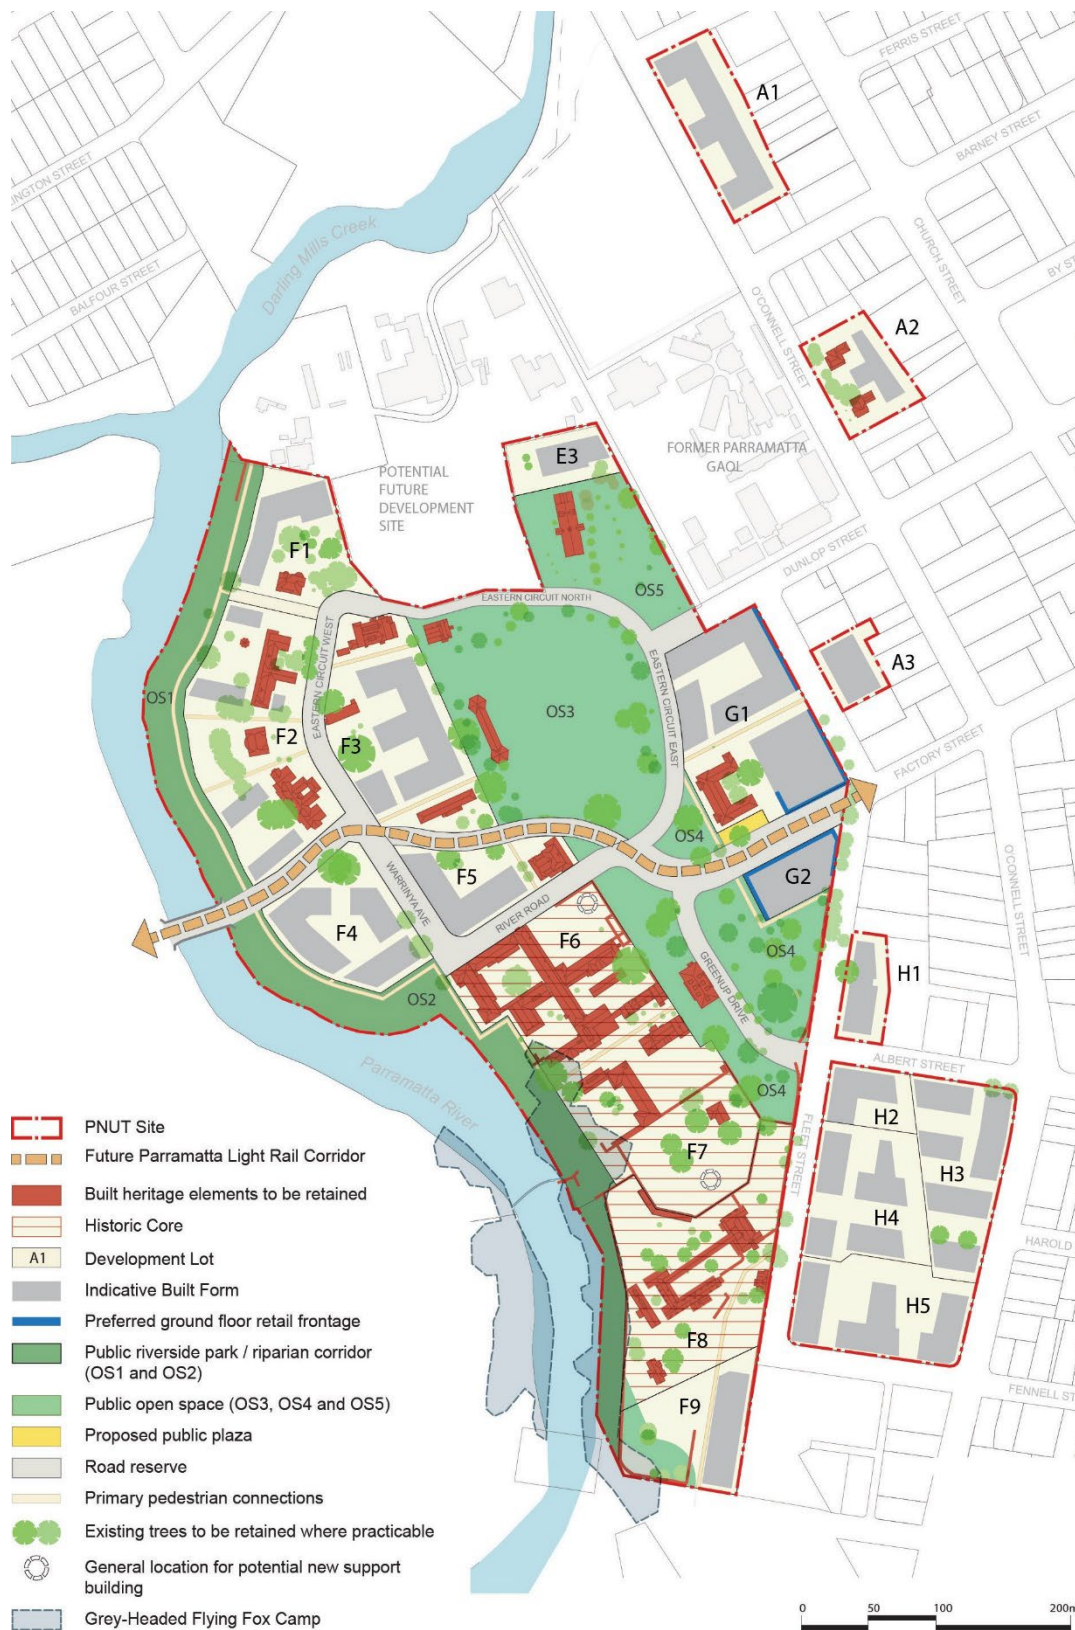 FERRIS STREET
A1
BARNEY STREET
LINGTON STREET
CHURCH STREET
Darling Mills Creek
BALFOUR STREET
BY ST
O'CONNELL STREET
A2
FORMER PARRAMATTA
GAOL
E3
POTENTIAL
FUTURE
DEVELOPMENT
SITE
DUNLOP STREET
F1
OS5
EASTERN CIRCUIT NORTH
EASTERN CIRCUIT WEST
A3
OS1
EASTERN CIRCUIT EAST
OS3
G1
F2
F3
FACTORY STREET
OS4
F5
G2
WARRINYA AVE
RIVER ROAD
O'CONNELL STREET
F4
F6
OS4
GREENUP DRIVE
H1
OS2
ALBERT STREET
Parramatta River
OS4
H2
FLEET STREET
F7
H3
H4
HAROLD
H5
F8
FENNELL ST
F9
PNUT Site
Future Parramatta Light Rail Corridor
Built heritage elements to be retained
Historic Core
A1 Development Lot
Indicative Built Form
Preferred ground floor retail frontage
Public riverside park / riparian corridor
(OS1 and OS2)
Public open space (OS3, OS4 and OS5)
Proposed public plaza
Road reserve
Primary pedestrian connections
Existing trees to be retained where practicable
General location for potential new support
building
Grey-Headed Flying Fox Camp
0 50 100 200m